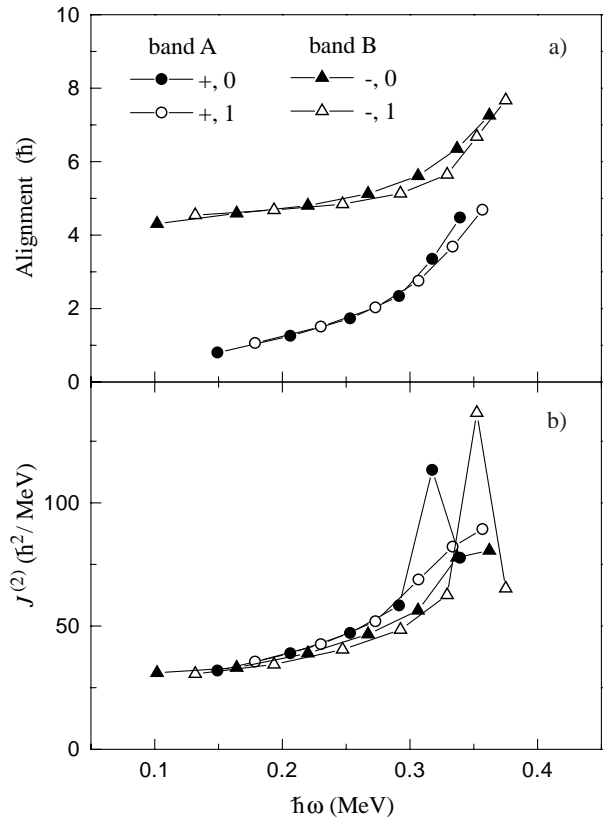 10
8
6
4
2
0
Alignment (ħ)
band A band B
+, 0 -, 0
+, 1 -, 1
a)
b)
100
50
0
J(2) (ħ2/ MeV)
0.1 0.2 0.3 0.4
ħω (MeV)